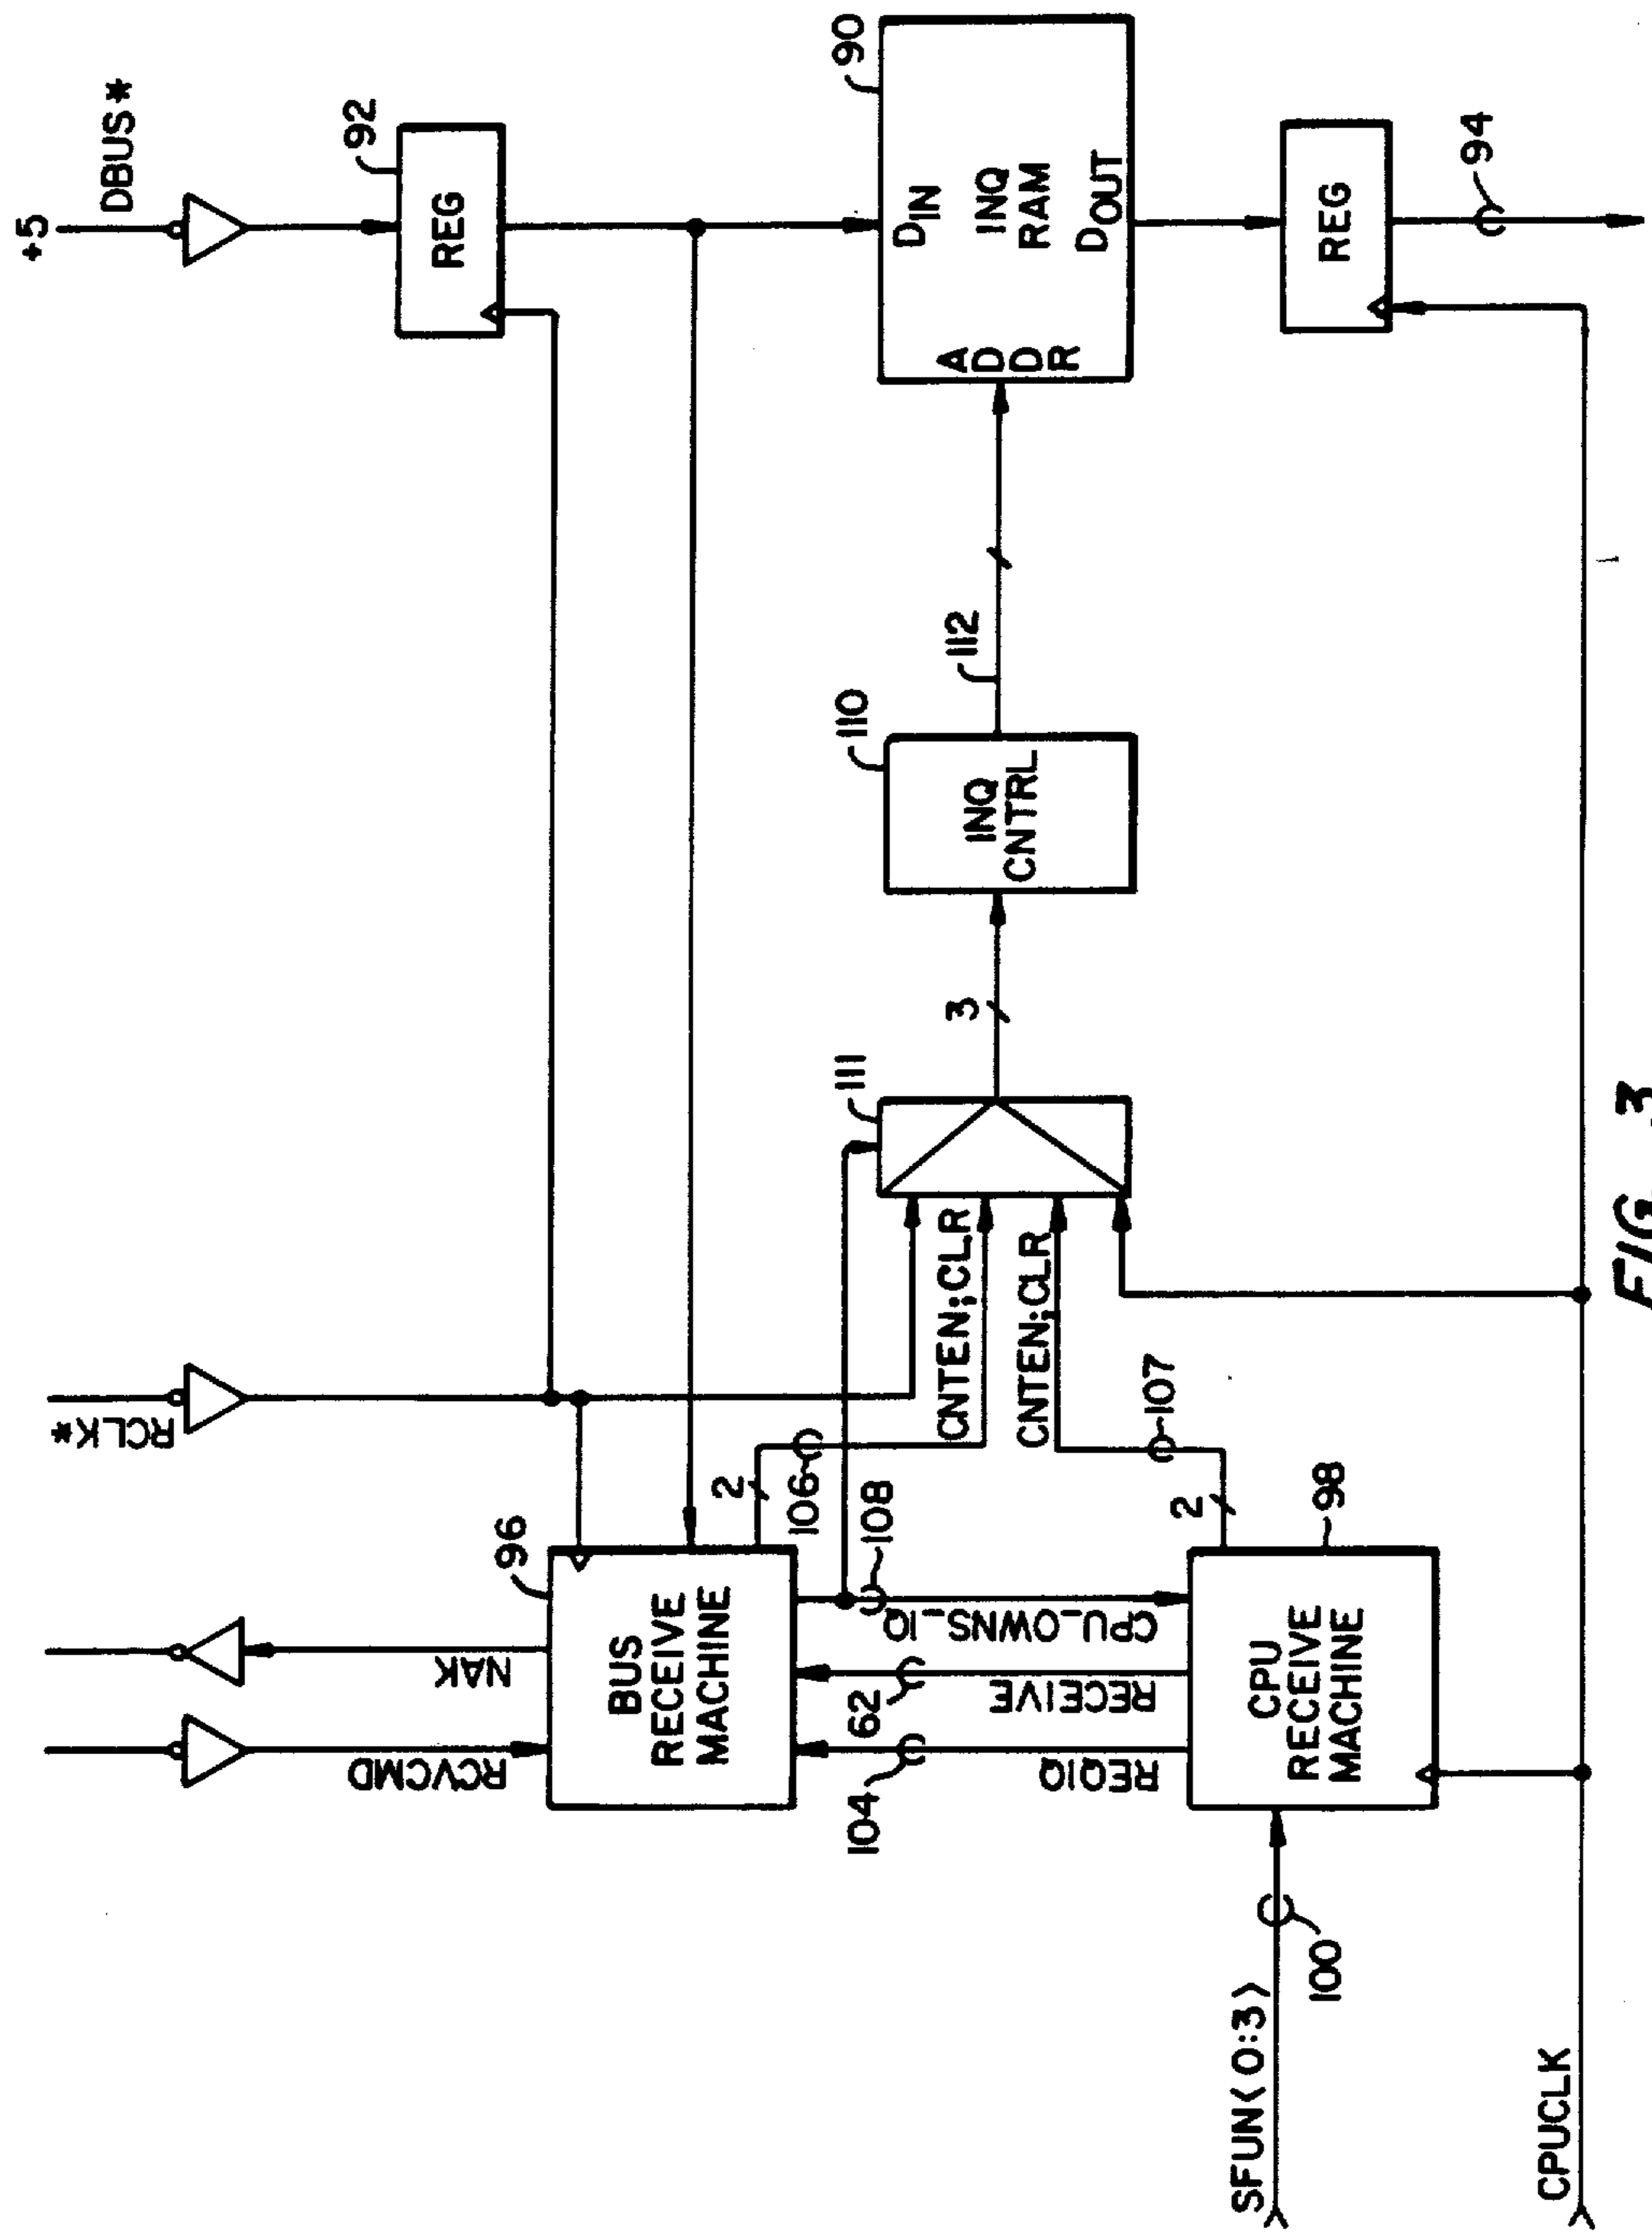 +5
DBUS*
92
REG
RCLK*
NAK
RCVCMD
96
BUS
RECEIVE
MACHINE
2
106
108
CPU_OWNS_IQ
RECEIVE
62
REQIQ
104
CNTEN;CLR
CNTEN;CLR
107
2
98
CPU
RECEIVE
MACHINE
111
3
110
INQ
CNTRL
112
90
DIN
INQ
RAM
ADDR
DOUT
REG
94
SFUN<0:3>
100
CPUCLK
FIG. 3